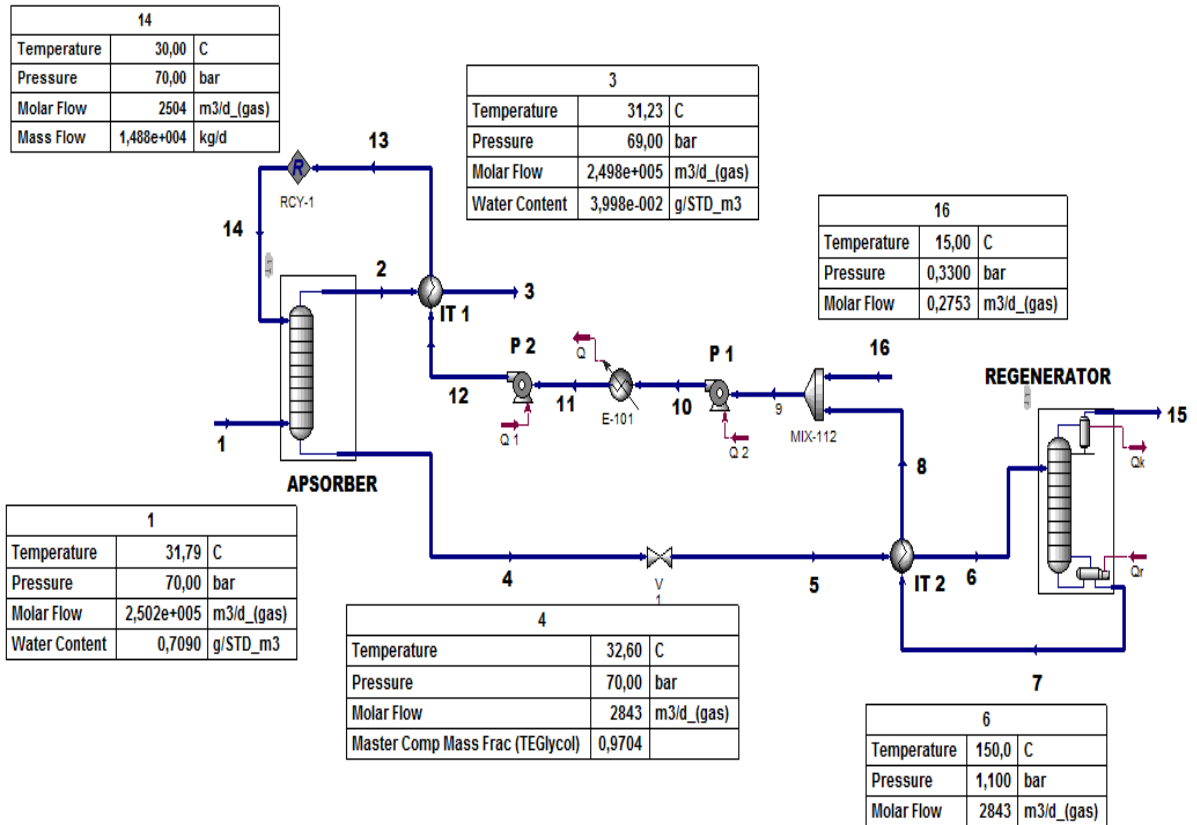 14
Temperature 30,00 C
Pressure 70,00 bar
Molar Flow 2504 m3/d_(gas)
Mass Flow 1,488e+004 kg/d
3
Temperature 31,23 C
Pressure 69,00 bar
Molar Flow 2,498e+005 m3/d_(gas)
Water Content 3,998e-002 g/STD_m3
13
R
RCY-1
14
2
3
IT 1
16
Temperature 15,00 C
Pressure 0,3300 bar
Molar Flow 0,2753 m3/d_(gas)
P 2
Q
P 1
16
REGENERATOR
12
11
E-101
10
9
MIX-112
15
Q 1
Q 2
Qk
1
APSORBER
8
4
V
1
5
IT 2
6
Qr
7
1
Temperature 31,79 C
Pressure 70,00 bar
Molar Flow 2,502e+005 m3/d_(gas)
Water Content 0,7090 g/STD_m3
4
Temperature 32,60 C
Pressure 70,00 bar
Molar Flow 2843 m3/d_(gas)
Master Comp Mass Frac (TEGlycol) 0,9704
6
Temperature 150,0 C
Pressure 1,100 bar
Molar Flow 2843 m3/d_(gas)